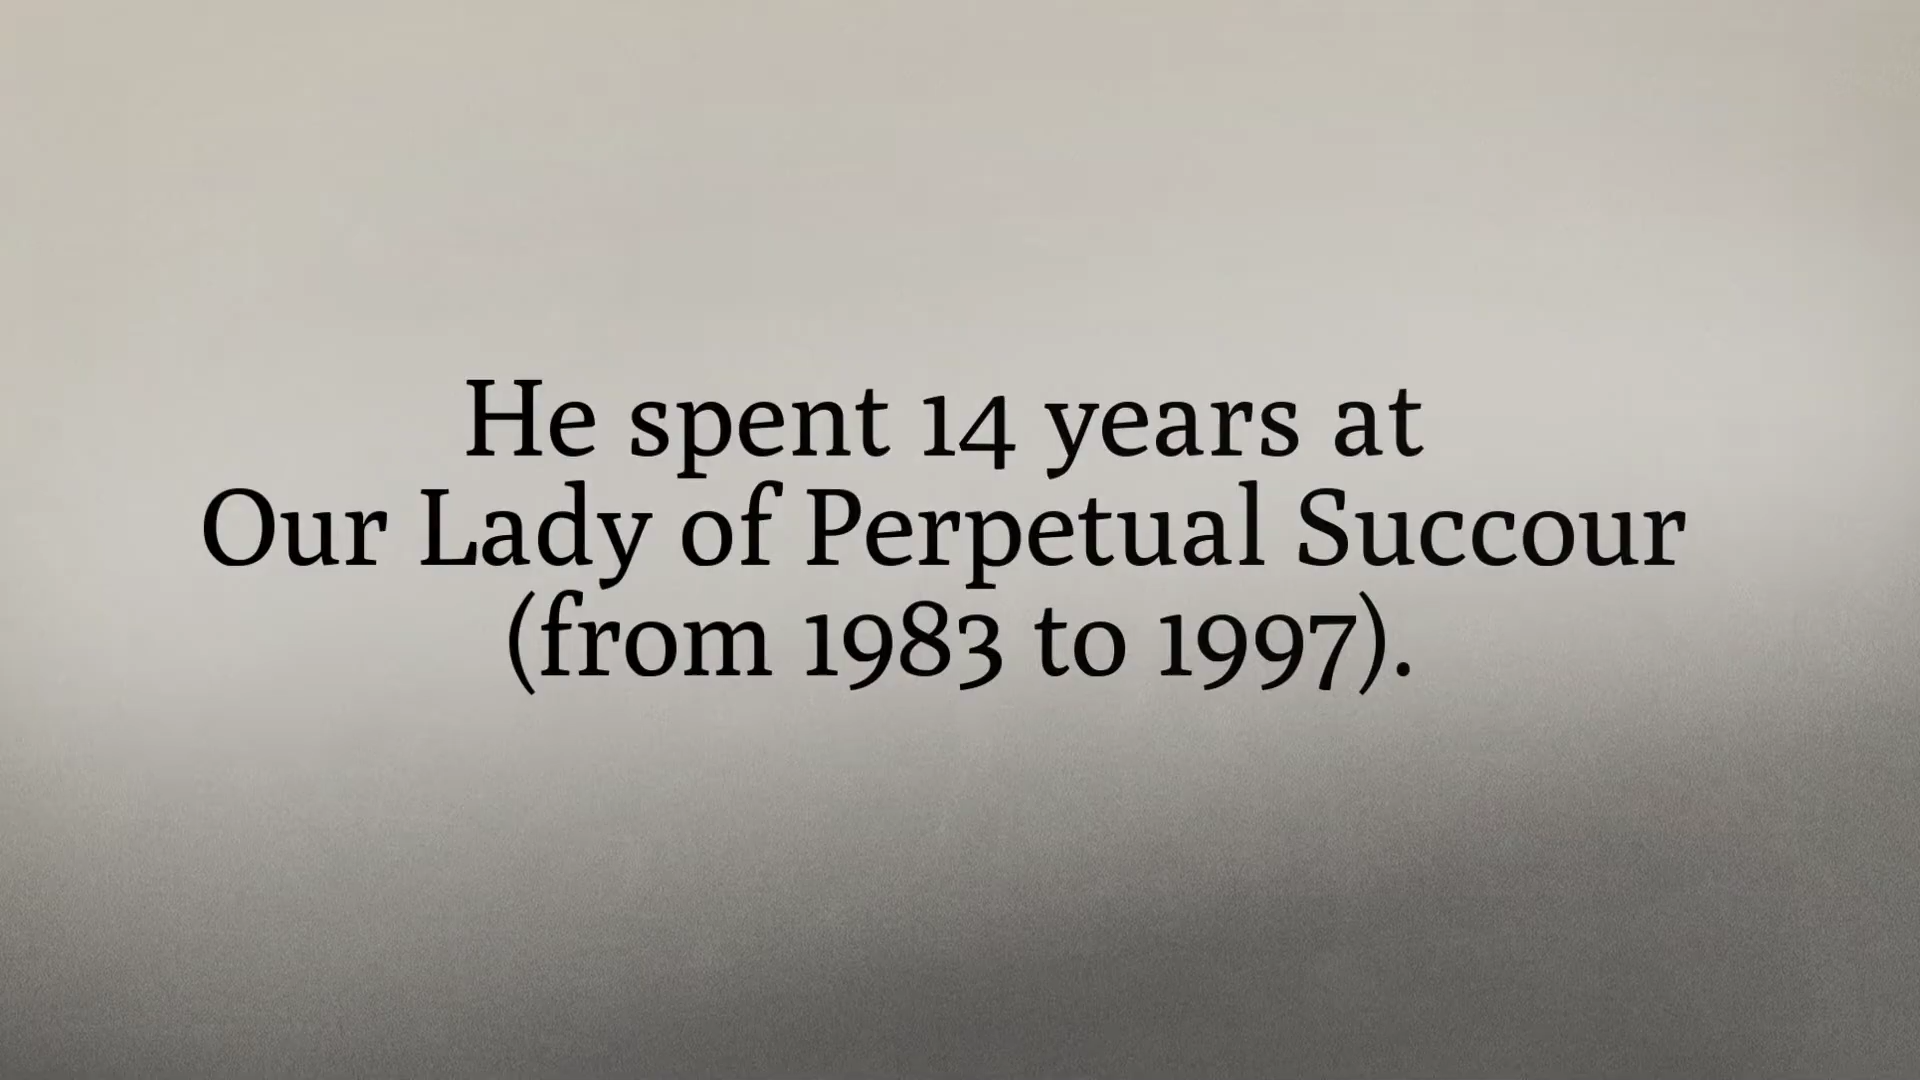 He spent 14 years at
Our Lady of Perpetual Succour
(from 1983 to 1997).